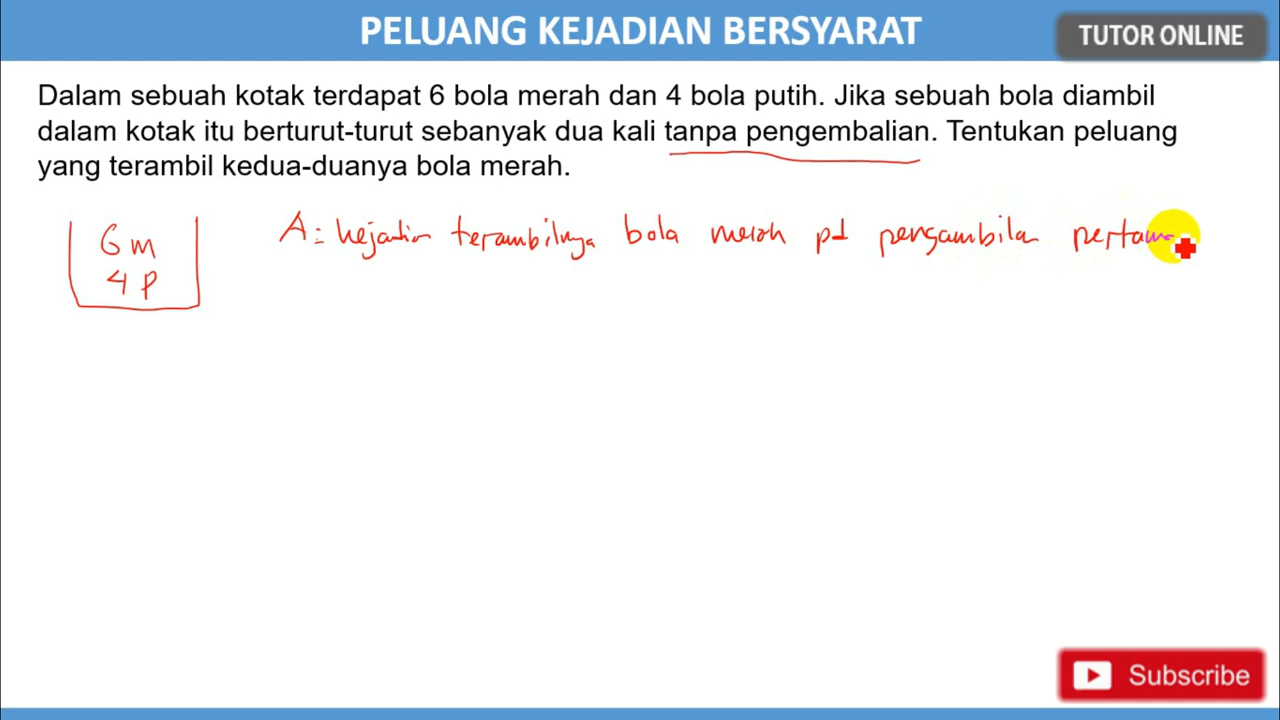 PELUANG KEJADIAN BERSYARAT
TUTOR ONLINE
Dalam sebuah kotak terdapat 6 bola merah dan 4 bola putih. Jika sebuah bola diambil
dalam kotak itu berturut-turut sebanyak dua kali tanpa pengembalian. Tentukan peluang
yang terambil kedua-duanya bola merah.
6 m
4 p
A = kejadian terambilnya bola merah pd pengambilan pertama
Subscribe